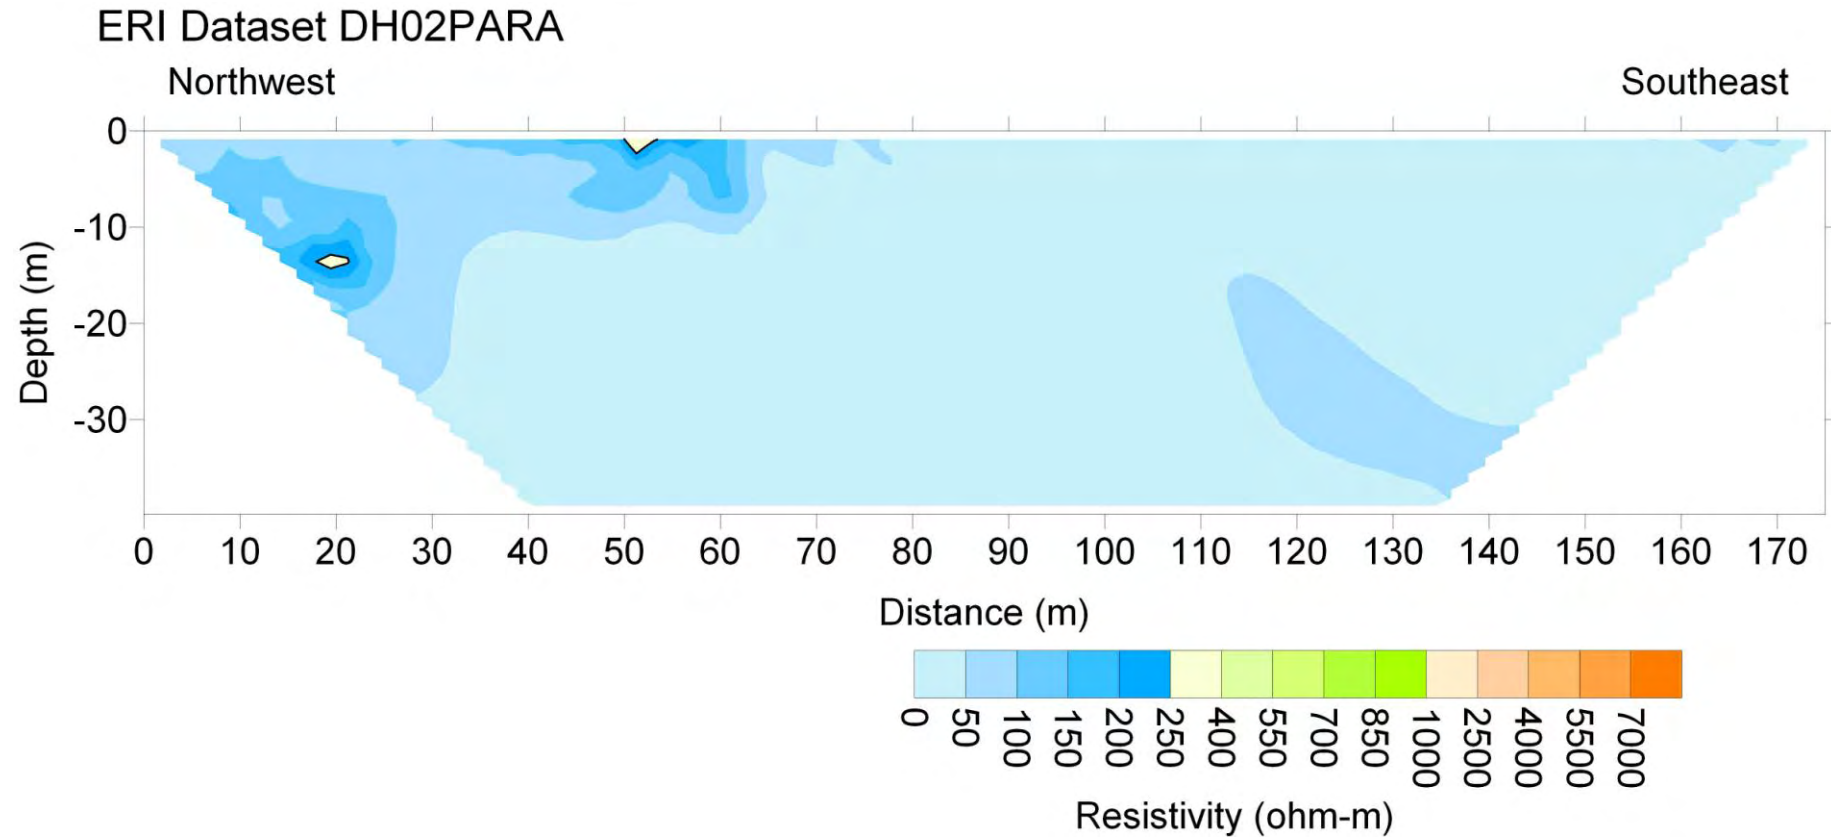 ERI Dataset DH02PARA
Northwest
Southeast
0
-10
-20
-30
Depth (m)
0 10 20 30 40 50 60 70 80 90 100 110 120 130 140 150 160 170
Distance (m)
0 50 100 150 200 250 400 550 700 850 1000 2500 4000 5500 7000
Resistivity (ohm-m)